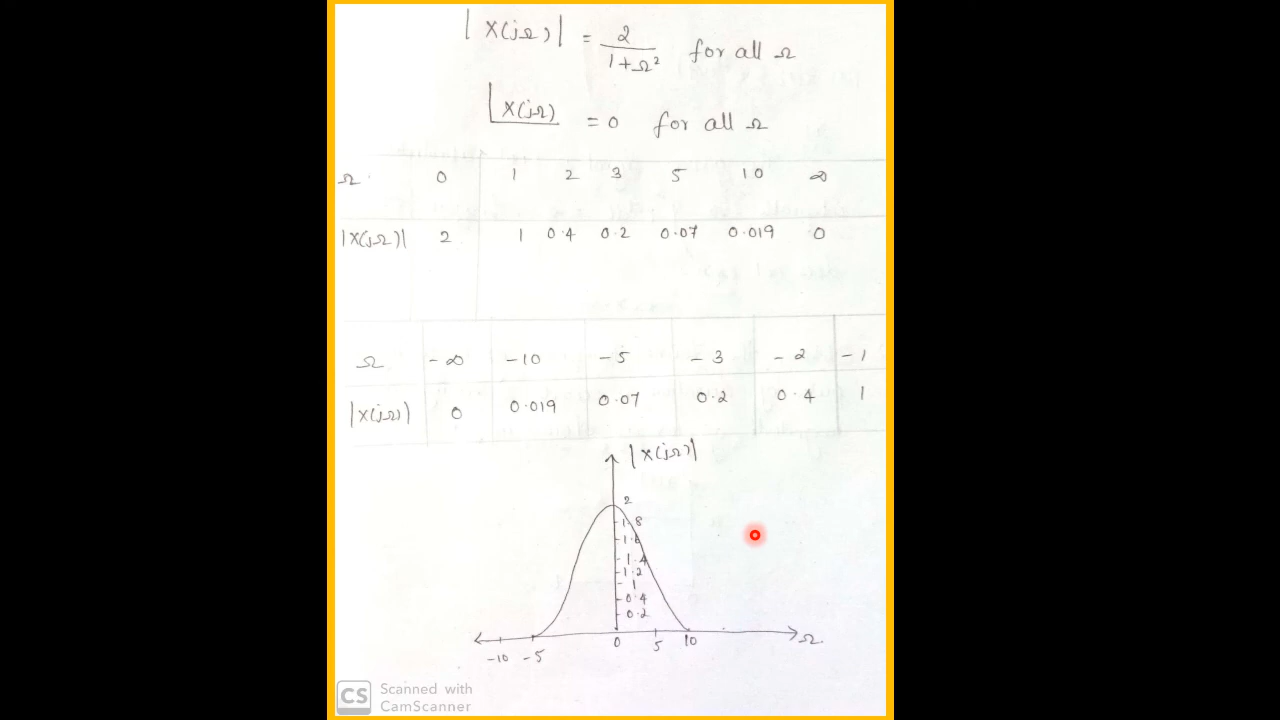 |X(jΩ)| = 2/(1+Ω²) for all Ω
∠X(jΩ) = 0 for all Ω
Ω 0 1 2 3 5 10 ∞
|X(jΩ)| 2 1 0.4 0.2 0.07 0.019 0
Ω -∞ -10 -5 -3 -2 -1
|X(jΩ)| 0 0.019 0.07 0.2 0.4 1
|X(jΩ)|
2
1.8
1.6
1.4
1.2
1
0.4
0.2
-10 -5 0 5 10 Ω
CS Scanned with
CamScanner